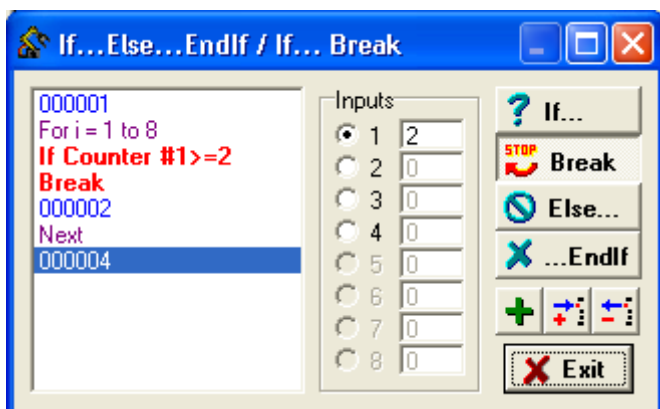 If...Else...EndIf / If... Break
000001
For i = 1 to 8
If Counter #1>=2
Break
000002
Next
000004
Inputs
1 2
2 0
3 0
4 0
5 0
6 0
7 0
8 0
? If...
STOP Break
Else...
...EndIf
Exit